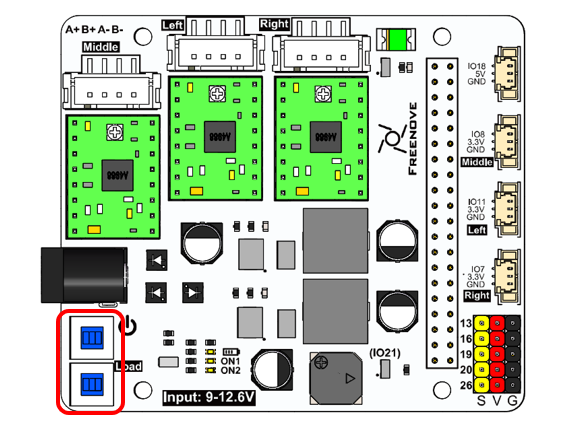 A+B+A-B-
Middle
Left
Right
A4988
A4988
A4988
FREENOVE
IO18
5V
GND
IO8
3.3V
GND
Middle
IO11
3.3V
GND
Left
IO7
3.3V
GND
Right
Load
ON1
ON2
Input: 9-12.6V
(IO21)
13
16
19
20
26
S V G